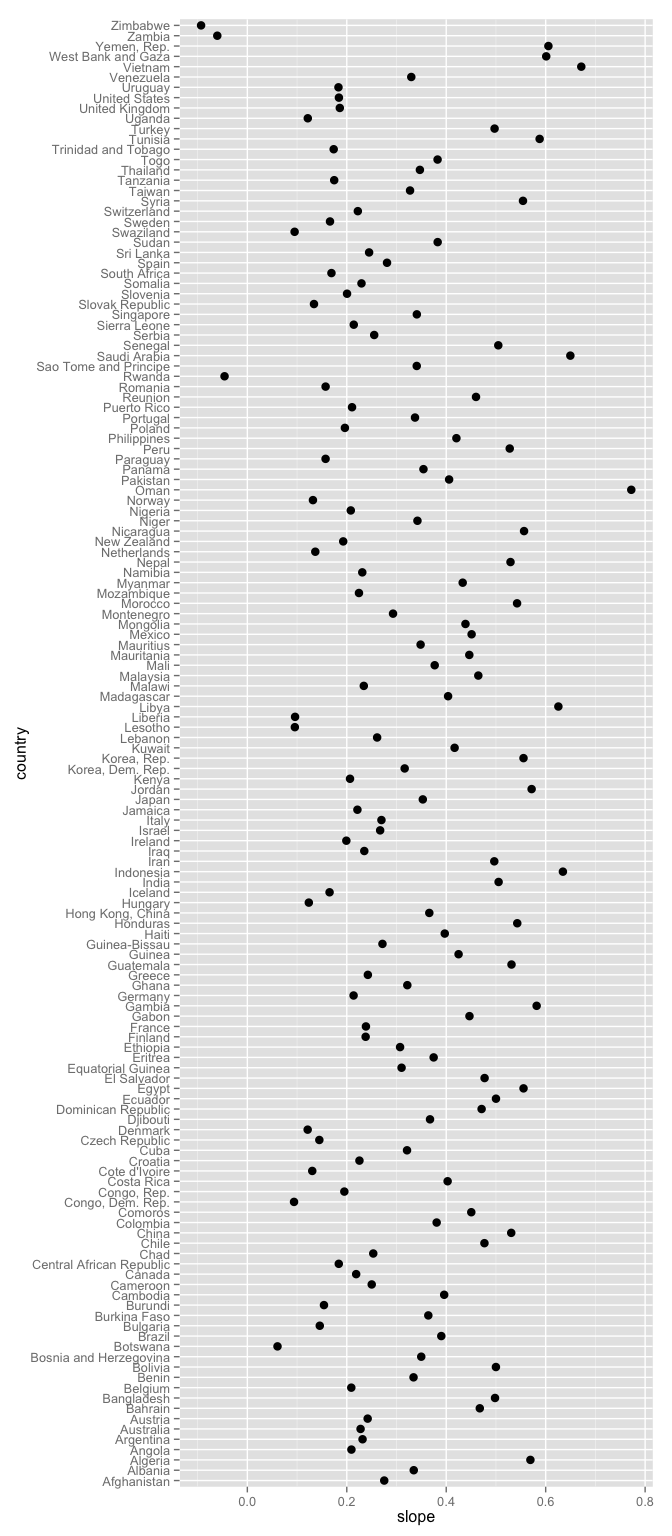 Zimbabwe
Zambia
Yemen, Rep.
West Bank and Gaza
Vietnam
Venezuela
Uruguay
United States
United Kingdom
Uganda
Turkey
Tunisia
Trinidad and Tobago
Togo
Thailand
Tanzania
Taiwan
Syria
Switzerland
Sweden
Swaziland
Sudan
Sri Lanka
Spain
South Africa
Somalia
Slovenia
Slovak Republic
Singapore
Sierra Leone
Serbia
Senegal
Saudi Arabia
Sao Tome and Principe
Rwanda
Romania
Reunion
Puerto Rico
Portugal
Poland
Philippines
Peru
Paraguay
Panama
Pakistan
Oman
Norway
Nigeria
Niger
Nicaragua
New Zealand
Netherlands
Nepal
Namibia
Myanmar
Mozambique
Morocco
Montenegro
Mongolia
Mexico
Mauritius
Mauritania
Mali
Malaysia
Malawi
Madagascar
Libya
Liberia
Lesotho
Lebanon
Kuwait
Korea, Rep.
Korea, Dem. Rep.
Kenya
Jordan
Japan
Jamaica
Italy
Israel
Ireland
Iraq
Iran
Indonesia
India
Iceland
Hungary
Hong Kong, China
Honduras
Haiti
Guinea-Bissau
Guinea
Guatemala
Greece
Ghana
Germany
Gambia
Gabon
France
Finland
Ethiopia
Eritrea
Equatorial Guinea
El Salvador
Egypt
Ecuador
Dominican Republic
Djibouti
Denmark
Czech Republic
Cuba
Croatia
Cote d'Ivoire
Costa Rica
Congo, Rep.
Congo, Dem. Rep.
Comoros
Colombia
China
Chile
Chad
Central African Republic
Canada
Cameroon
Cambodia
Burundi
Burkina Faso
Bulgaria
Brazil
Botswana
Bosnia and Herzegovina
Bolivia
Benin
Belgium
Bangladesh
Bahrain
Austria
Australia
Argentina
Angola
Algeria
Albania
Afghanistan
country
0.0 0.2 0.4 0.6 0.8
slope